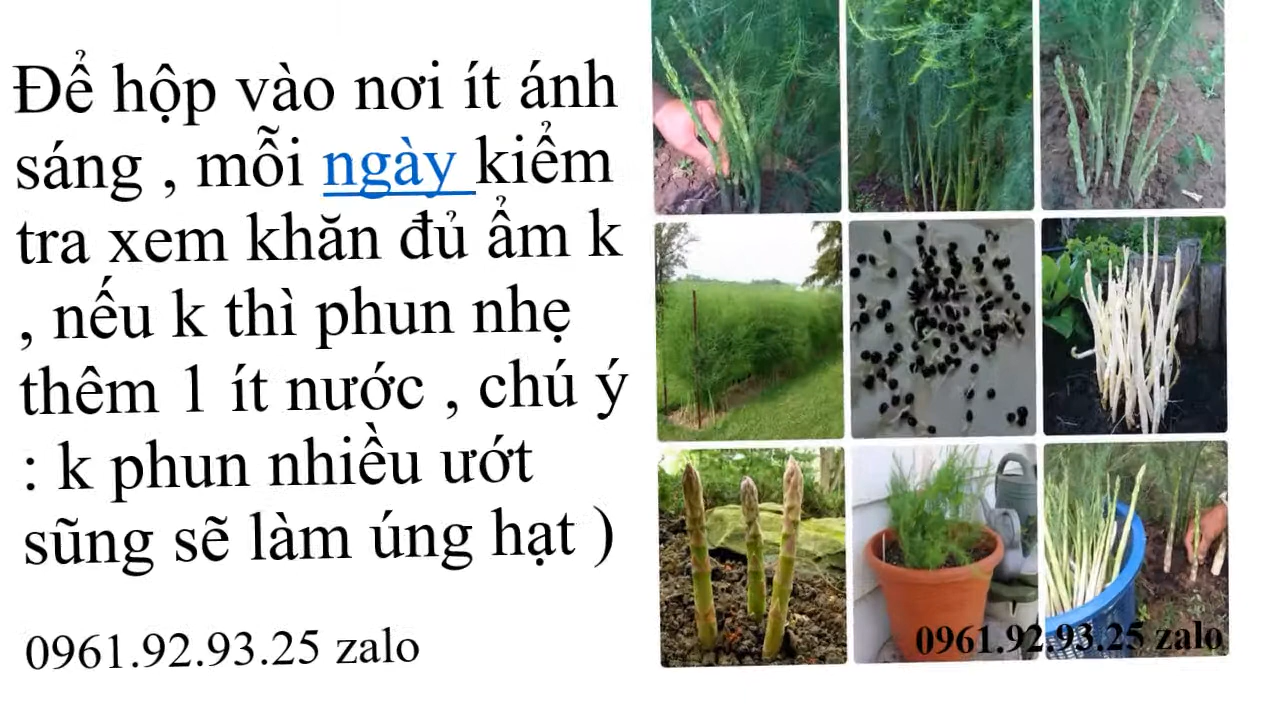 Để hộp vào nơi ít ánh
sáng , mỗi ngày kiểm
tra xem khăn đủ ẩm k
, nếu k thì phun nhẹ
thêm 1 ít nước , chú ý
: k phun nhiều ướt
sũng sẽ làm úng hạt )
0961.92.93.25 zalo
0961.92.93.25 zalo